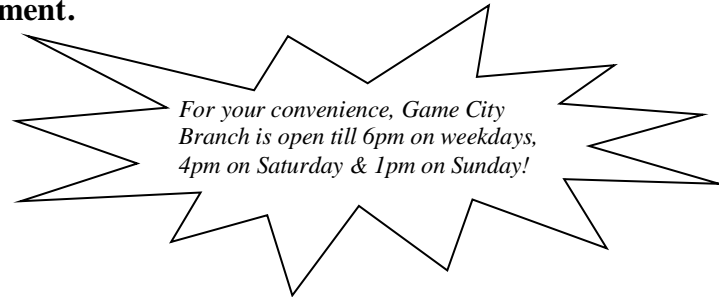 ment.
For your convenience, Game City
Branch is open till 6pm on weekdays,
4pm on Saturday & 1pm on Sunday!